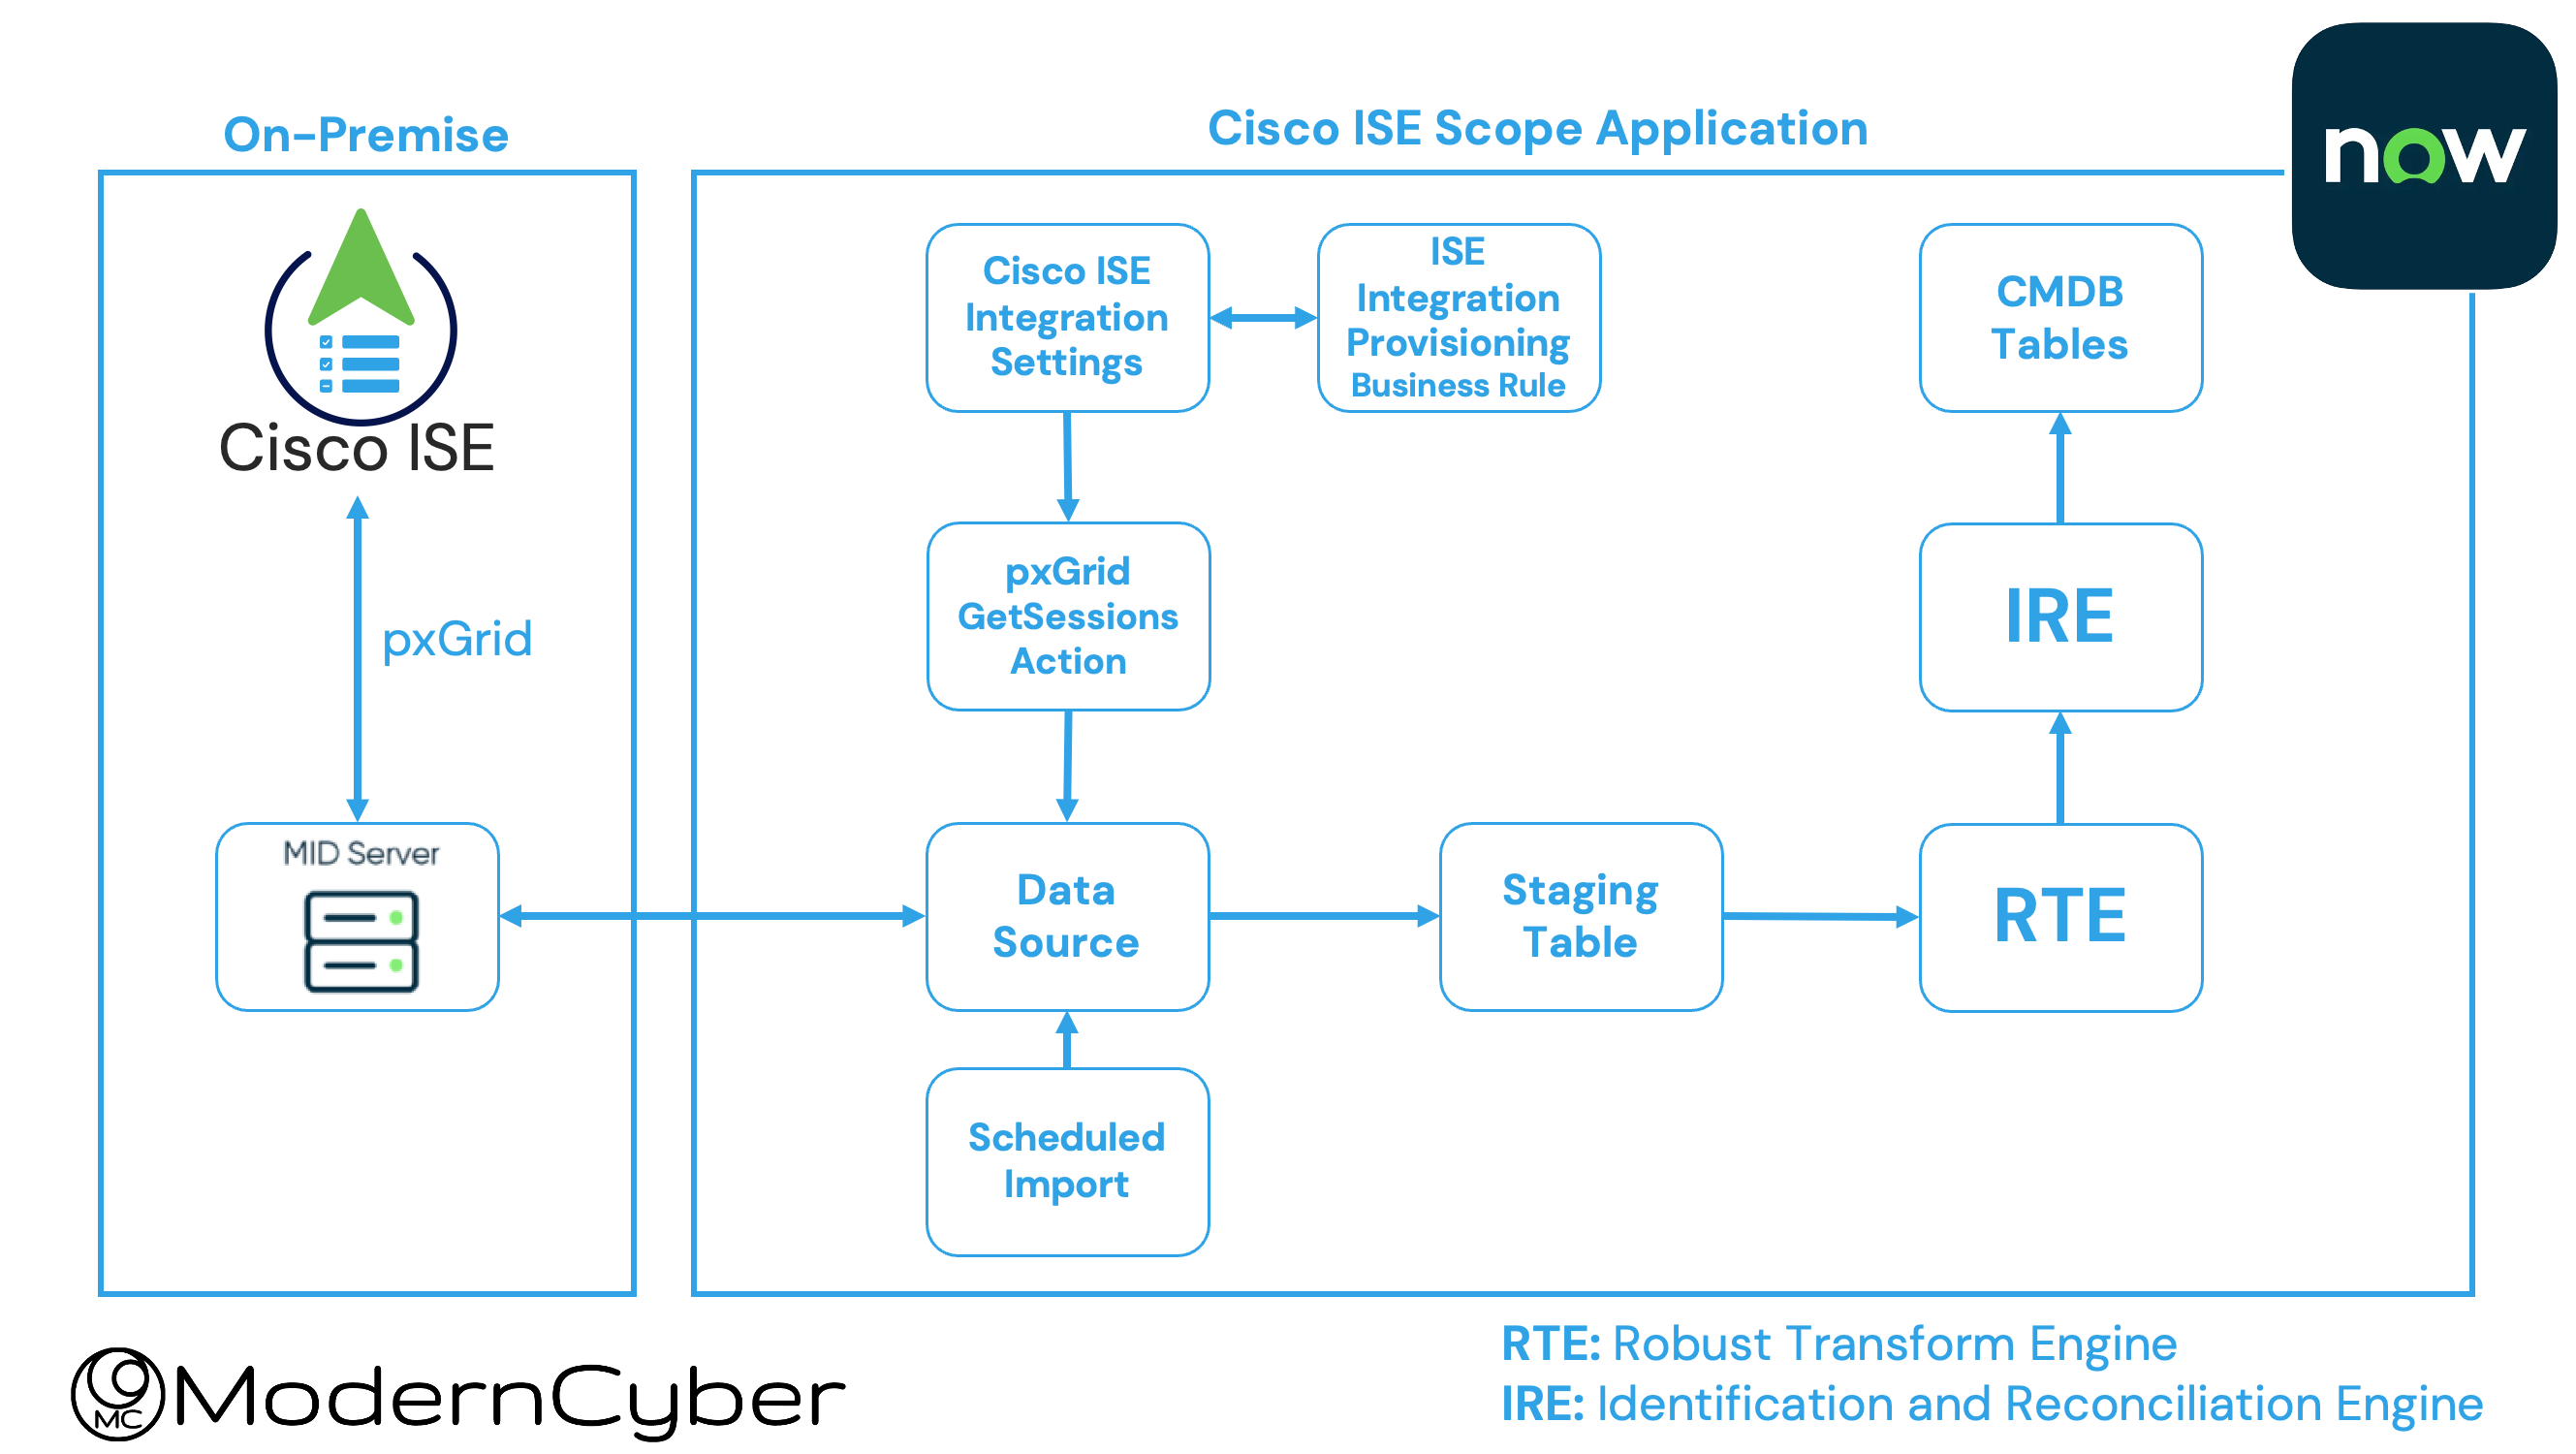 On-Premise
Cisco ISE Scope Application
now
Cisco ISE
pxGrid
MID Server
Cisco ISE
Integration
Settings
ISE
Integration
Provisioning
Business Rule
pxGrid
GetSessions
Action
Data
Source
Scheduled
Import
Staging
Table
CMDB
Tables
IRE
RTE
MC
ModernCyber
RTE: Robust Transform Engine
IRE: Identification and Reconciliation Engine